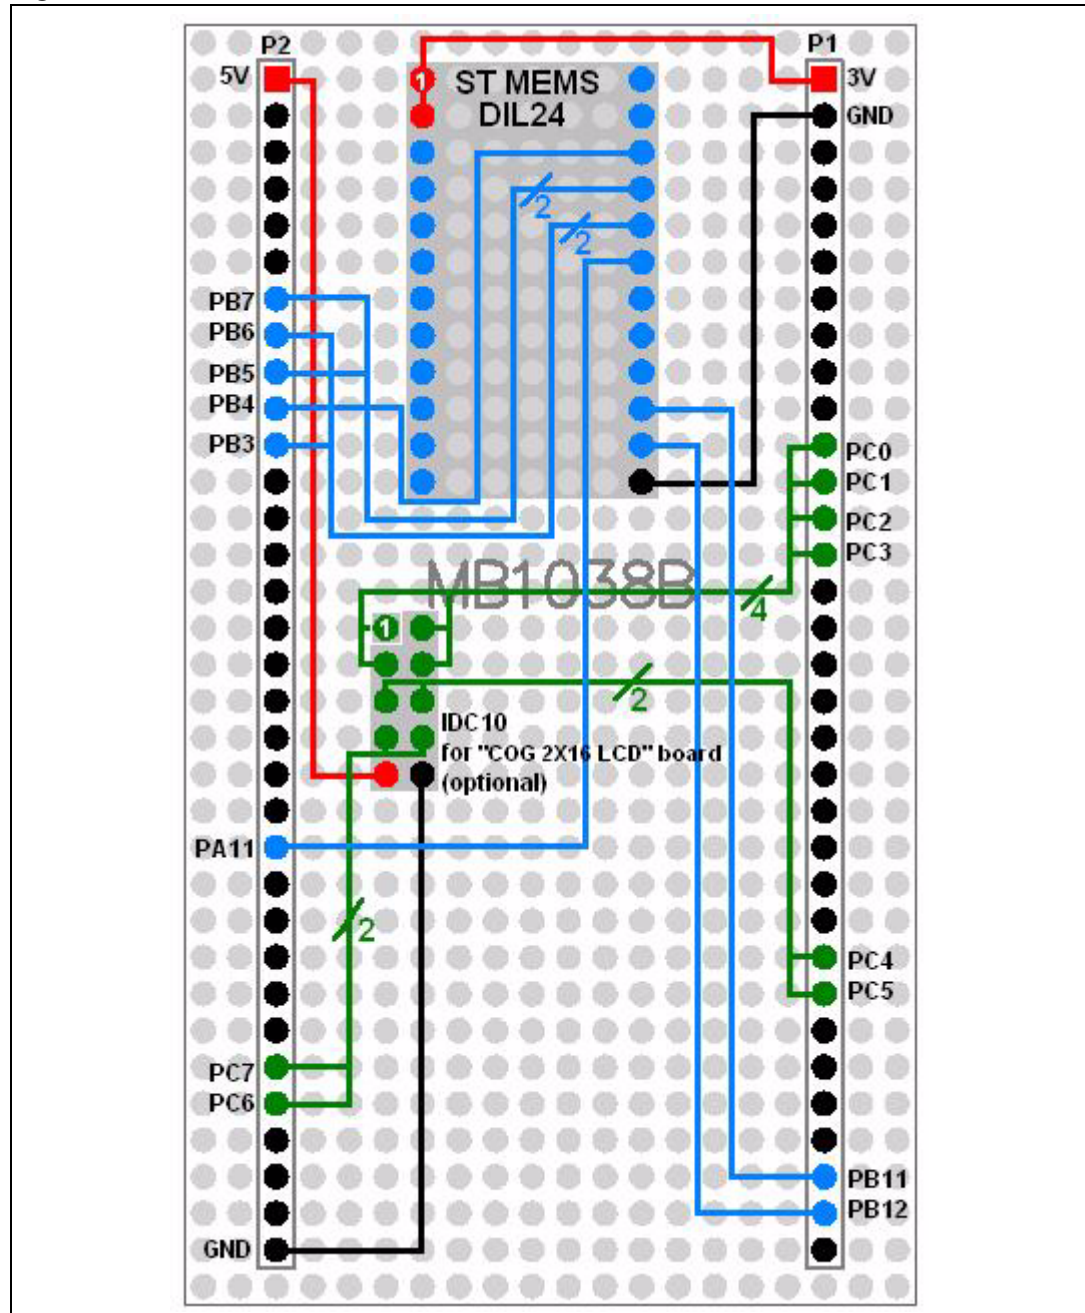 P2
P1
5V
1
ST MEMS
DIL24
3V
GND
2
2
PB7
PB6
PB5
PB4
PB3
PC0
PC1
PC2
PC3
MB1038B
4
1
2
IDC10
for "COG 2X16 LCD" board
(optional)
PA11
2
PC4
PC5
PC7
PC6
PB11
PB12
GND